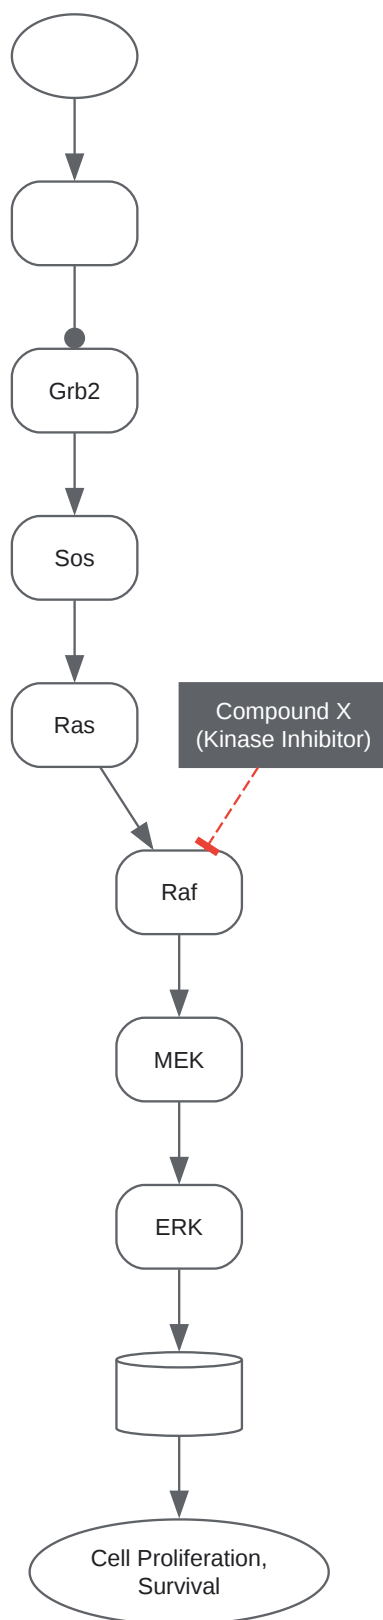 Grb2
Sos
Ras
Compound X
(Kinase Inhibitor)
Raf
MEK
ERK
Cell Proliferation,
Survival